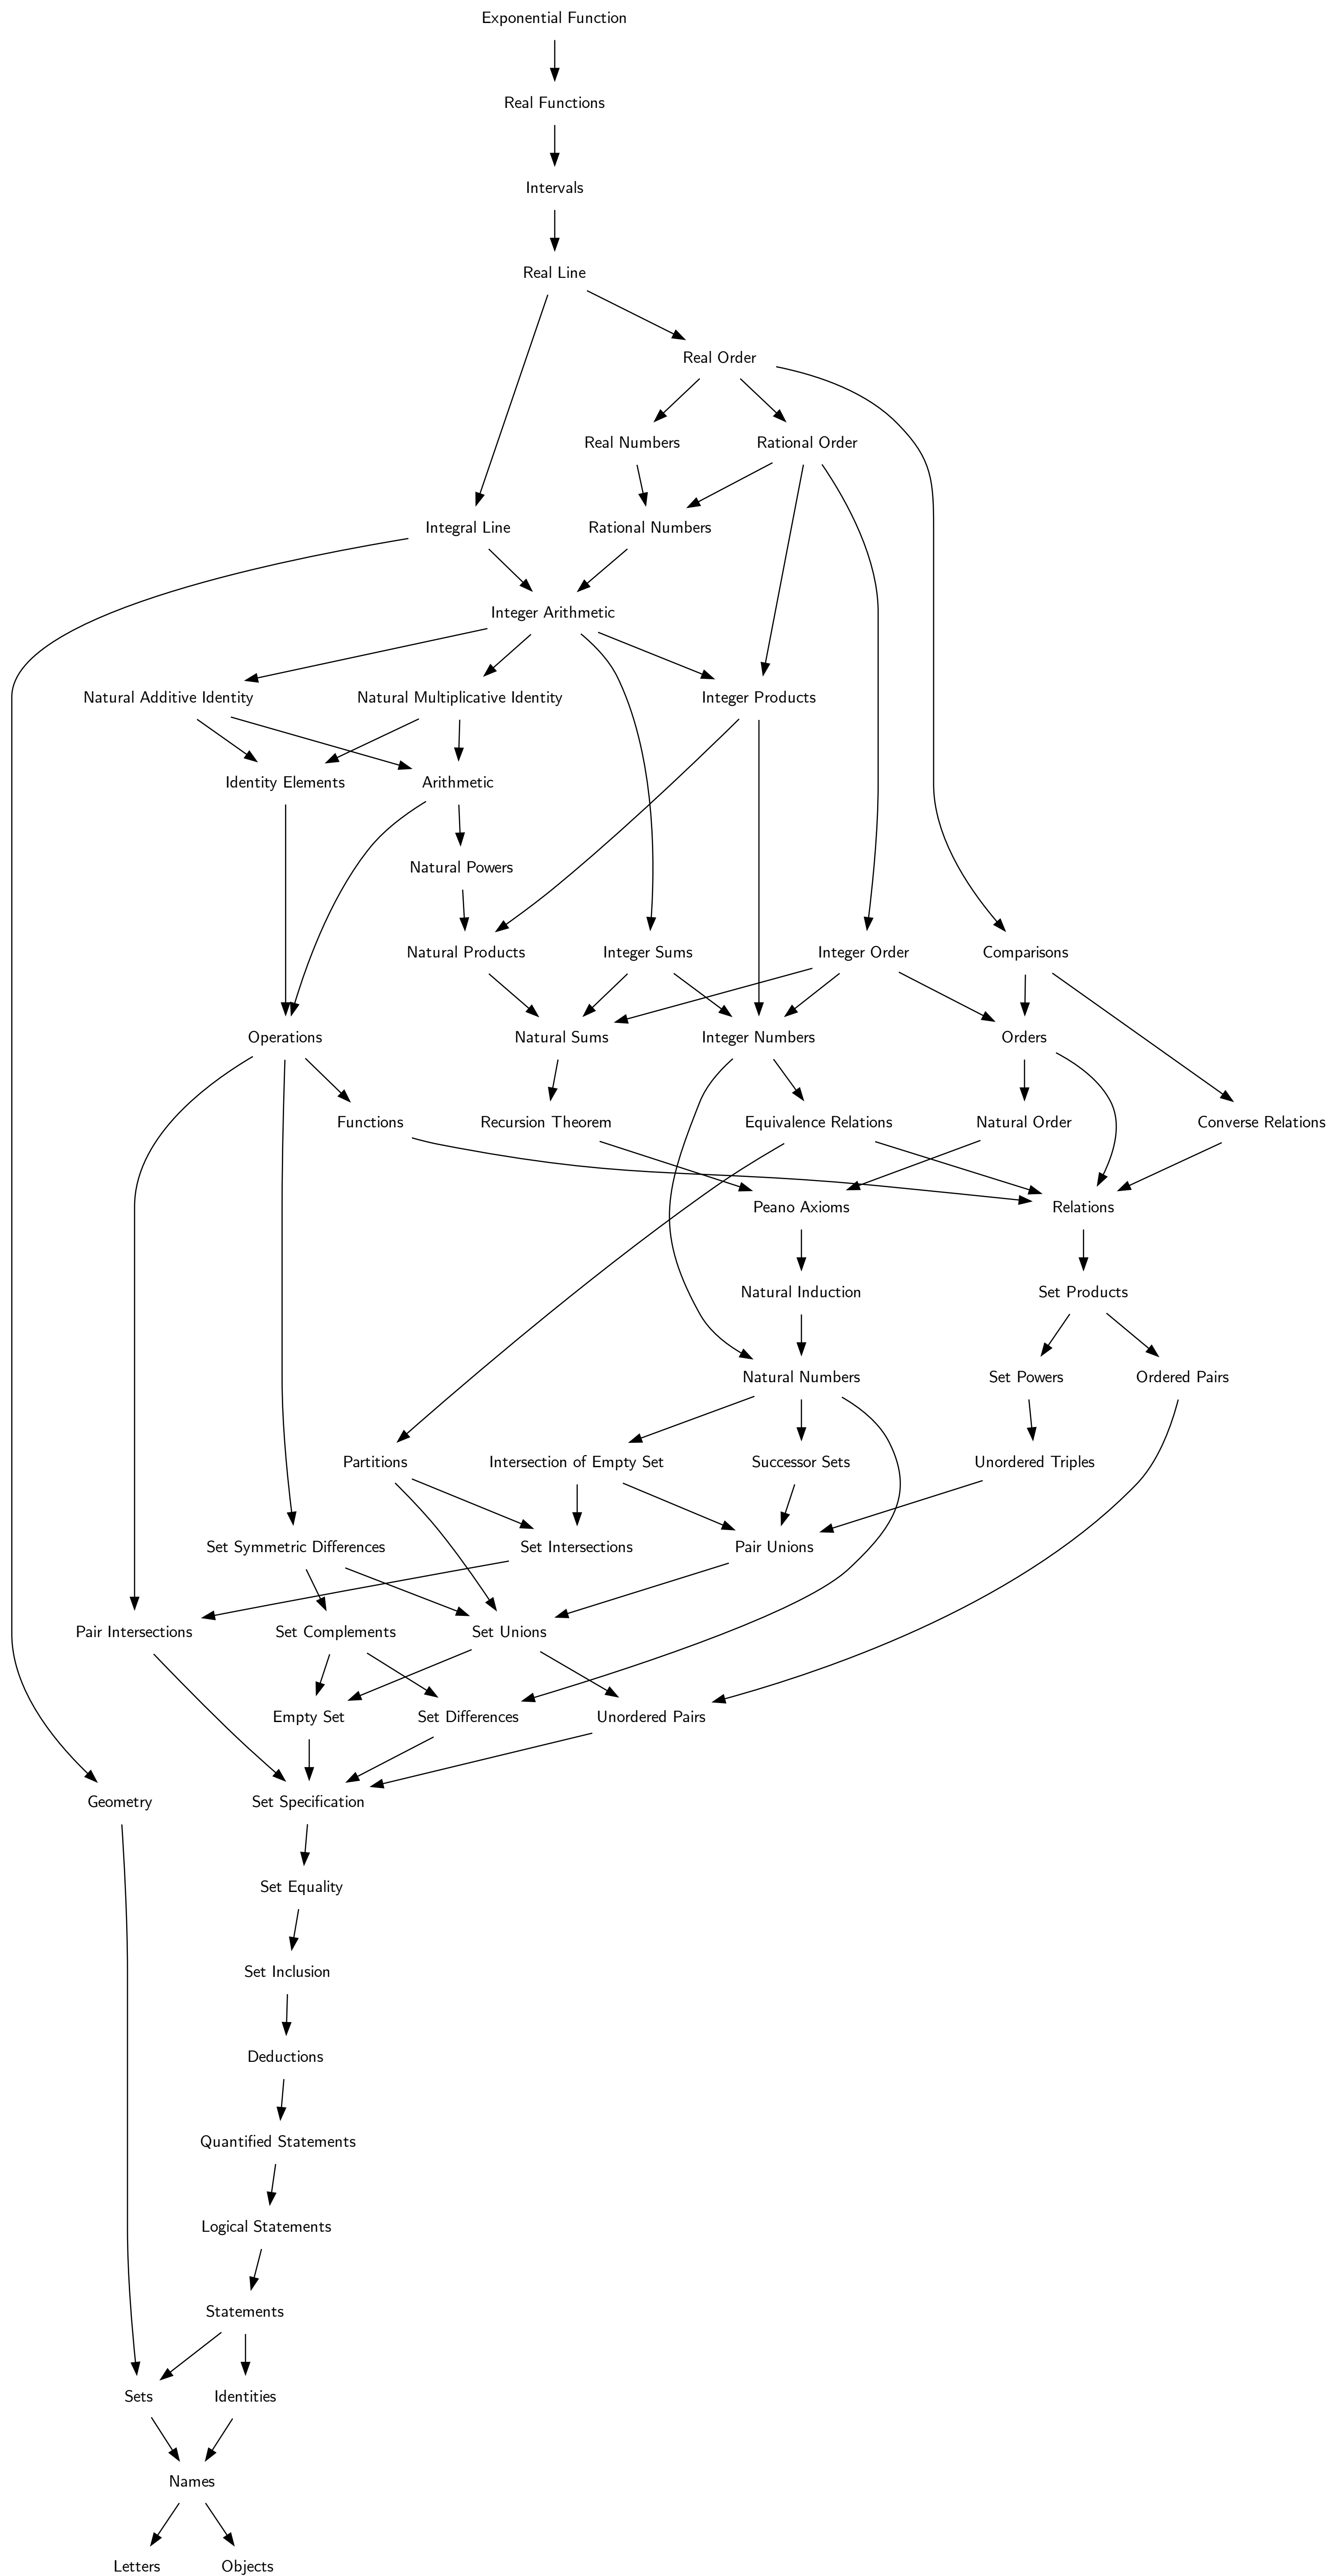 Exponential Function
Real Functions
Intervals
Real Line
Real Order
Real Numbers
Rational Order
Integral Line
Rational Numbers
Integer Arithmetic
Natural Additive Identity
Natural Multiplicative Identity
Integer Products
Identity Elements
Arithmetic
Natural Powers
Natural Products
Integer Sums
Integer Order
Comparisons
Operations
Natural Sums
Integer Numbers
Orders
Functions
Recursion Theorem
Equivalence Relations
Natural Order
Converse Relations
Peano Axioms
Relations
Natural Induction
Set Products
Natural Numbers
Set Powers
Ordered Pairs
Partitions
Intersection of Empty Set
Successor Sets
Unordered Triples
Set Symmetric Differences
Set Intersections
Pair Unions
Pair Intersections
Set Complements
Set Unions
Empty Set
Set Differences
Unordered Pairs
Geometry
Set Specification
Set Equality
Set Inclusion
Deductions
Quantified Statements
Logical Statements
Statements
Sets
Identities
Names
Letters
Objects